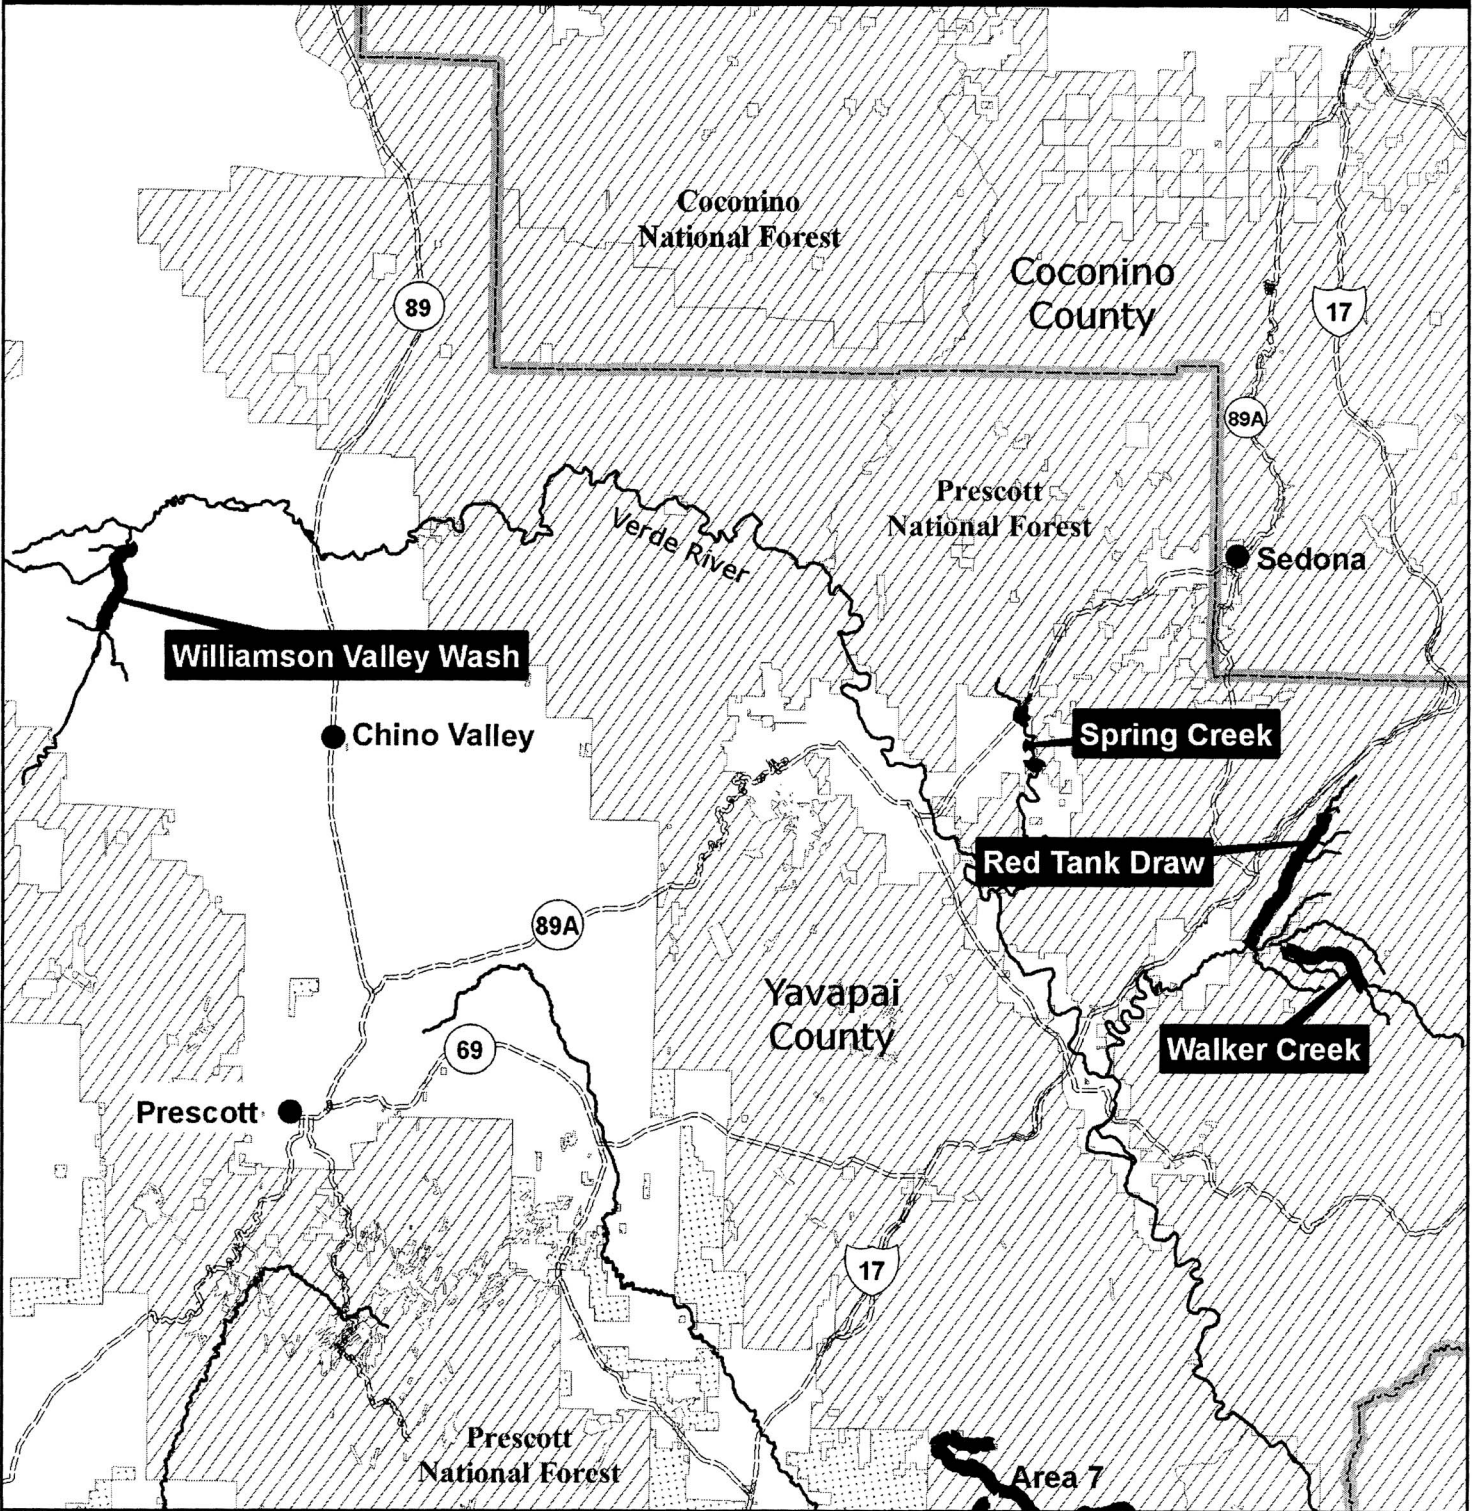 Coconino
National Forest
Coconino
County
89
17
89A
Prescott
National Forest
Verde River
Sedona
Williamson Valley Wash
Chino Valley
Spring Creek
Red Tank Draw
89A
Yavapai
County
69
Walker Creek
Prescott
17
Prescott
National Forest
Area 7